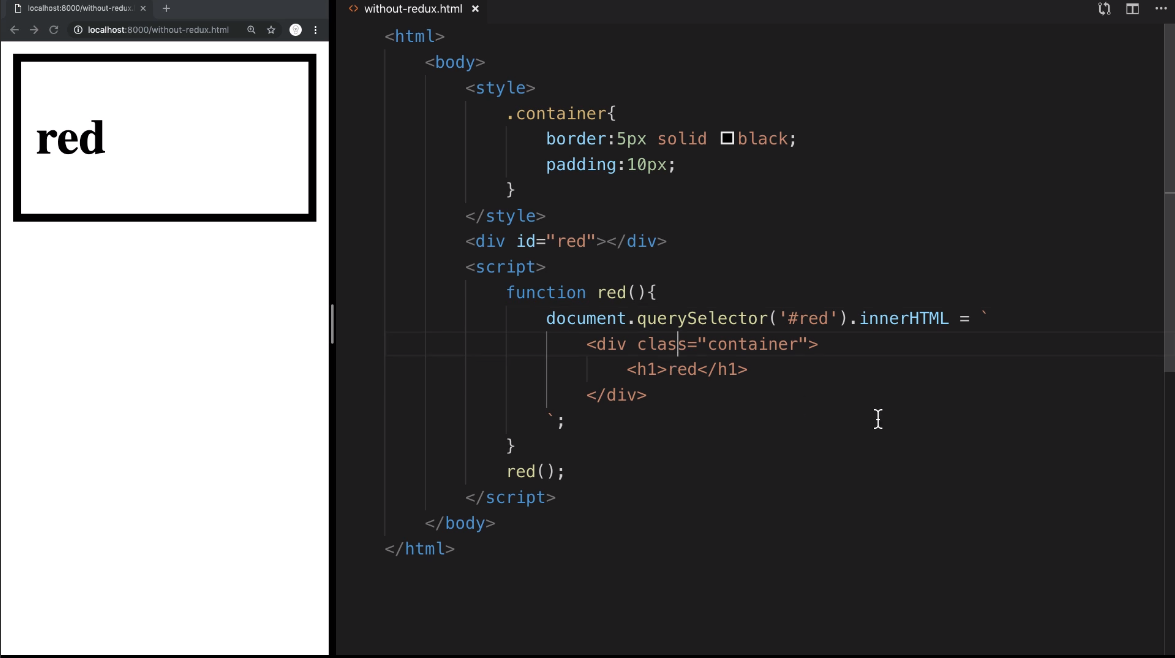 localhost:8000/without-redux.
localhost:8000/without-redux.html
red
without-redux.html
<html>
<body>
<style>
.container{
border:5px solid black;
padding:10px;
}
</style>
<div id="red"></div>
<script>
function red(){
document.querySelector('#red').innerHTML = `
<div class="container">
<h1>red</h1>
</div>
`;
}
red();
</script>
</body>
</html>